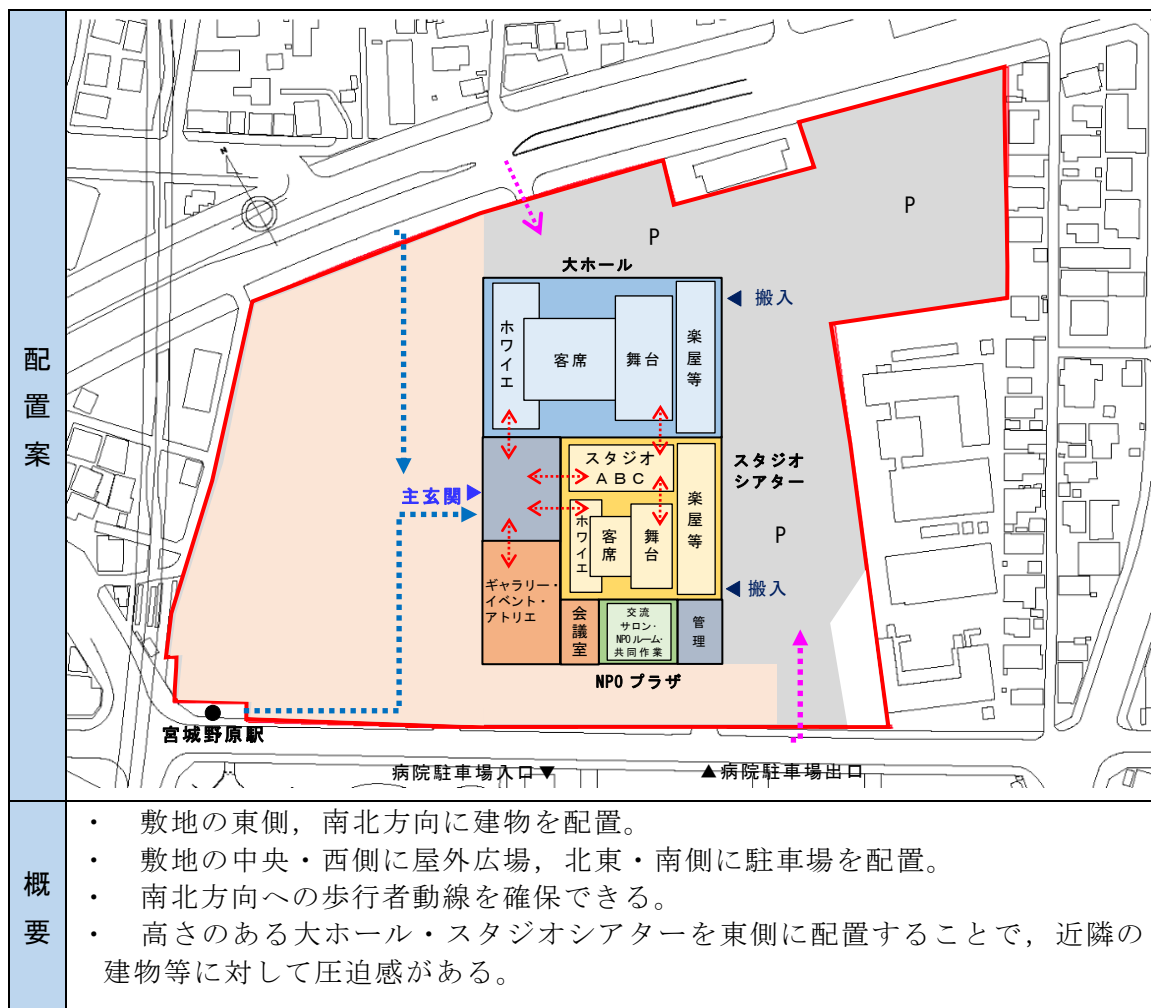 配置案
N
P
P
大ホール
搬入
ホワイエ
客席
舞台
楽屋等
スタジオ
ABC
スタジオ
シアター
主玄関
ホワイエ
客席
舞台
楽屋等
P
ギャラリー・
イベント・
アトリエ
搬入
会議室
交流
サロン・
NPOルーム・
共同作業
管理
NPO プラザ
宮城野原駅
病院駐車場入口▼
▲病院駐車場出口
概要
・ 敷地の東側，南北方向に建物を配置。
・ 敷地の中央・西側に屋外広場，北東・南側に駐車場を配置。
・ 南北方向への歩行者動線を確保できる。
・ 高さのある大ホール・スタジオシアターを東側に配置することで，近隣の
建物等に対して圧迫感がある。